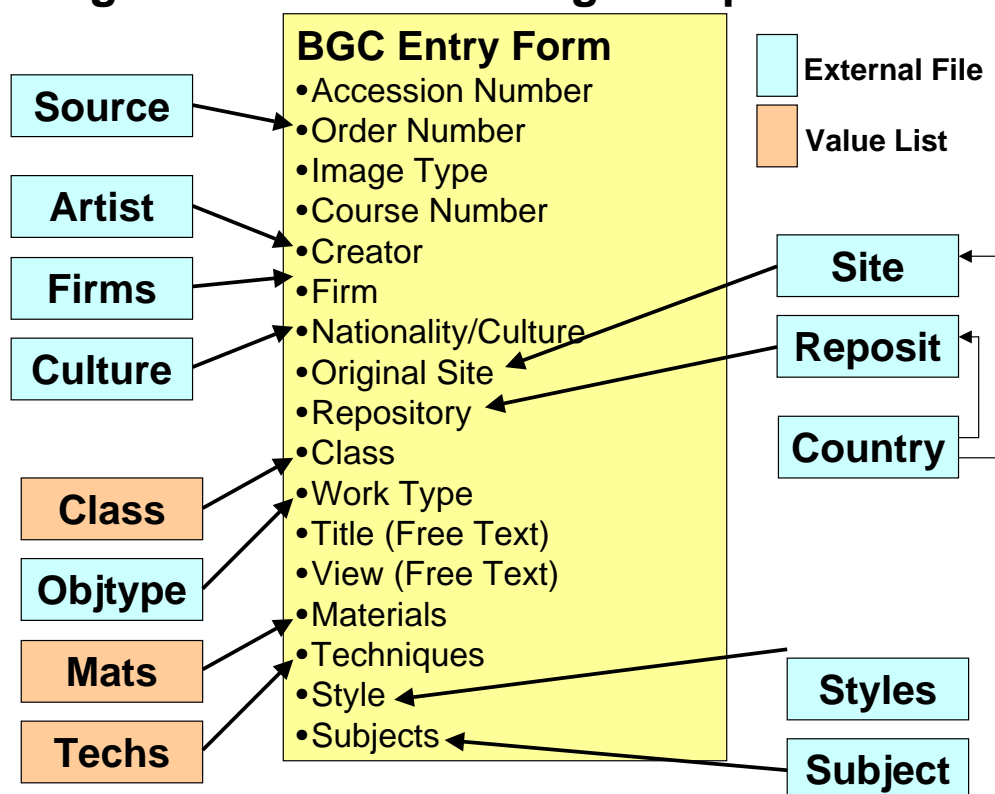 BGC Entry Form
•Accession Number
•Order Number
•Image Type
•Course Number
•Creator
•Firm
•Nationality/Culture
•Original Site
•Repository
•Class
•Work Type
•Title (Free Text)
•View (Free Text)
•Materials
•Techniques
•Style
•Subjects
Source
Artist
Firms
Culture
Class
Objtype
Mats
Techs
External File
Value List
Site
Reposit
Country
Styles
Subject